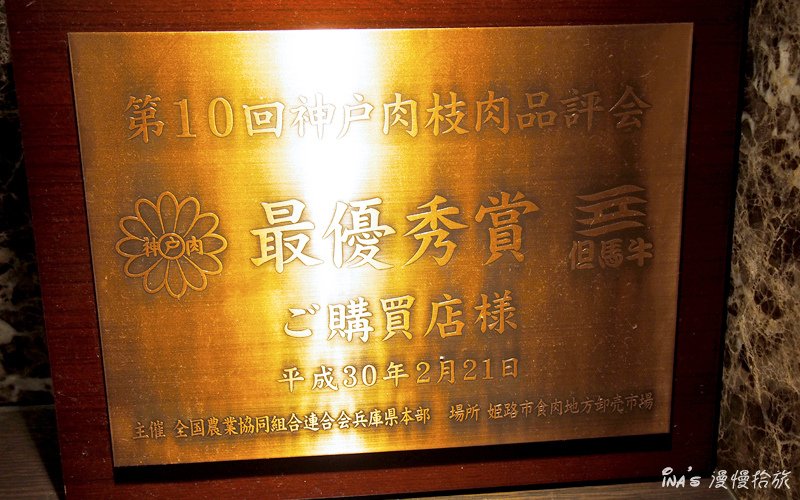 第10回神戸肉枝肉品評会
神戸肉
最優秀賞
但馬牛
ご購買店様
平成30年2月21日
主催 全国農業協同組合連合会兵庫県本部 場所 姫路市食肉地方卸売市場
iNA's 漫慢拾旅